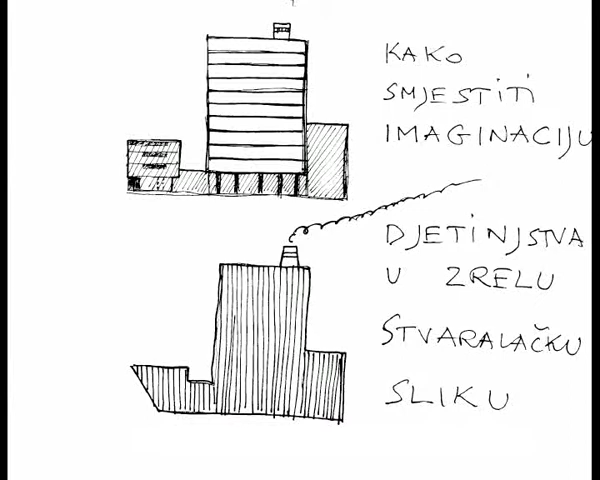 KAKO
SMJESTITI
IMAGINACIJU
DJETINJSTVA
U ZRELU
STVARALAČKU
SLIKU